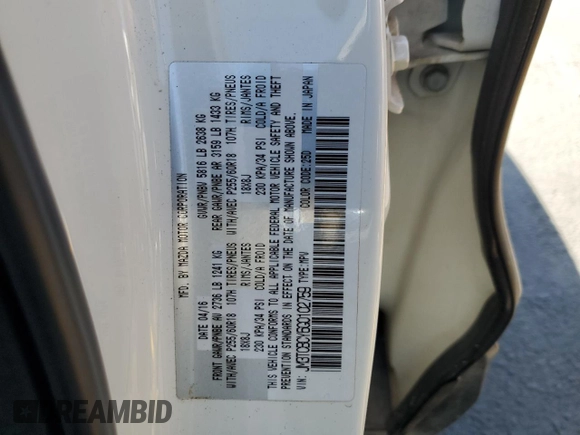 MFD. BY MAZDA MOTOR CORPORATION
DATE 04/16 GVWR/PNBV 5816 LB 2638 KG
FRONT GAWR/PNBE AV 2736 LB 1241 KG REAR GAWR/PNBE AR 3159 LB 1433 KG
WITH/AVEC P255/60R18 107H TIRES/PNEUS WITH/AVEC P255/60R18 107H TIRES/PNEUS
18X8J RIMS/JANTES 18X8J RIMS/JANTES
230 KPA/34 PSI COLD/A FROID 230 KPA/34 PSI COLD/A FROID
THIS VEHICLE CONFORMS TO ALL APPLICABLE FEDERAL MOTOR VEHICLE SAFETY AND THEFT
PREVENTION STANDARDS IN EFFECT ON THE DATE OF MANUFACTURE SHOWN ABOVE.
COLOR CODE:25D MADE IN JAPAN
VIN: JM3TCBCY6G0102759 TYPE:MPV
STREAMBID